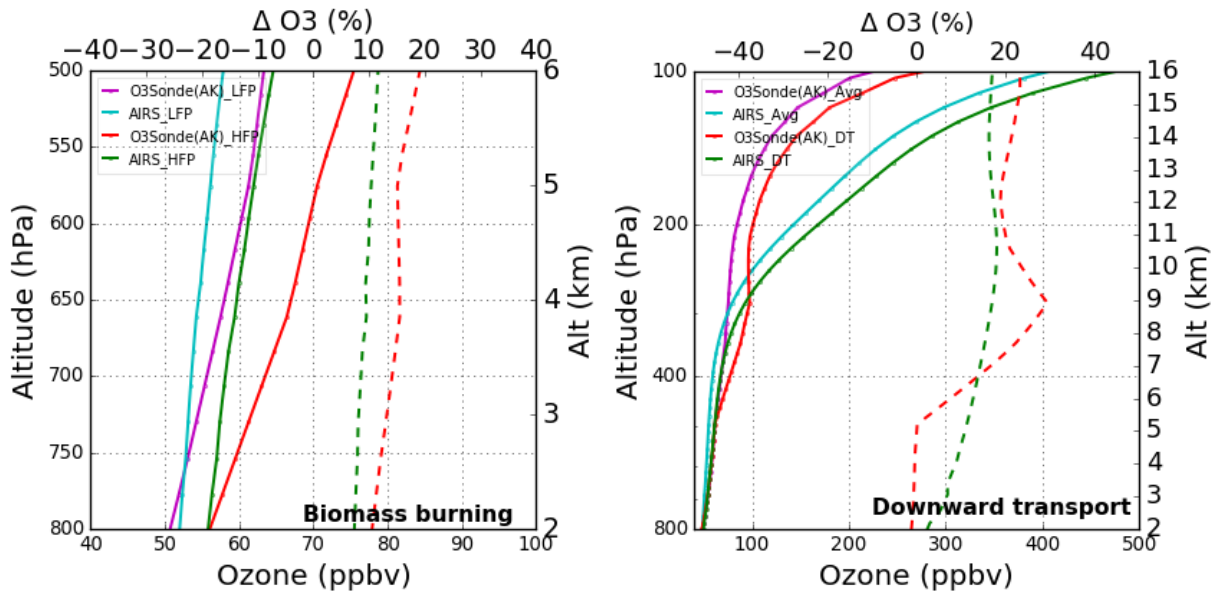 Δ O3 (%)
−40 −30 −20 −10 0 10 20 30 40
500 550 600 650 700 750 800
Altitude (hPa)
O3Sonde(AK)_LFP
AIRS_LFP
O3Sonde(AK)_HFP
AIRS_HFP
Biomass burning
6 5 4 3 2
Alt (km)
40 50 60 70 80 90 100
Ozone (ppbv)
Δ O3 (%)
−40 −20 0 20 40
100 200 400 800
Altitude (hPa)
O3Sonde(AK)_Avg
AIRS_Avg
O3Sonde(AK)_DT
AIRS_DT
Downward transport
16 15 14 13 12 11 10 9 8 7 6 5 4 3 2
Alt (km)
100 200 300 400 500
Ozone (ppbv)